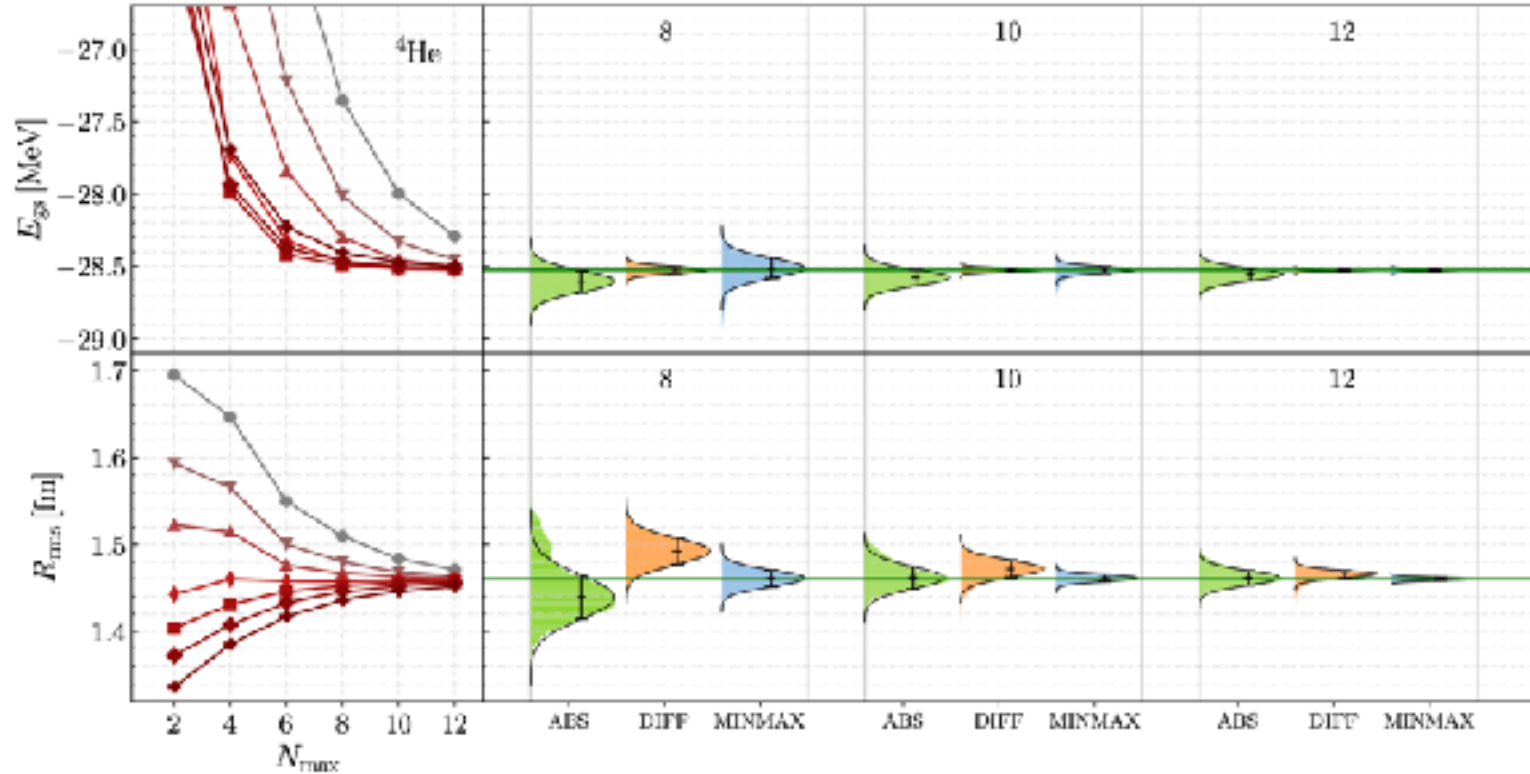 −27.0
−27.5
−28.0
−28.5
−29.0
E_gs [MeV]
⁴He
8
10
12
1.7
1.6
1.5
1.4
R_rms [fm]
8
10
12
2 4 6 8 10 12
N_max
ABS DIFF MINMAX ABS DIFF MINMAX ABS DIFF MINMAX